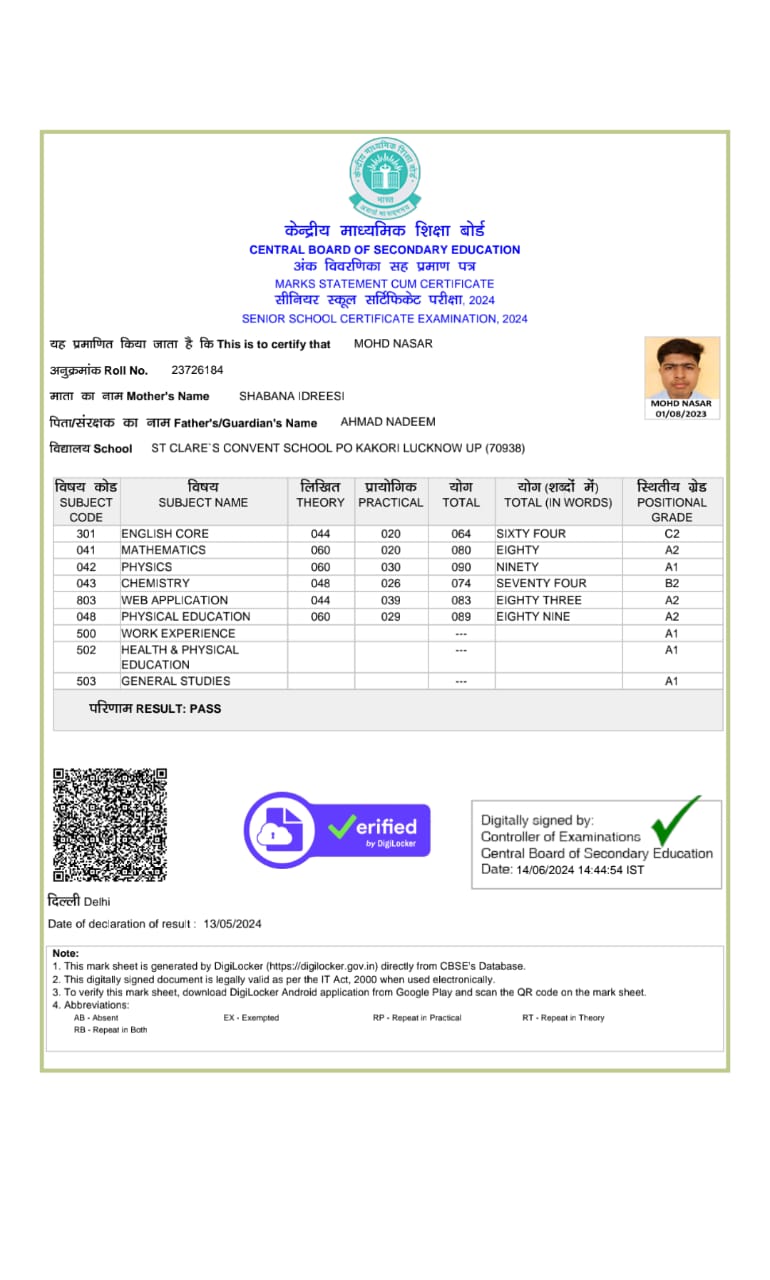 केन्द्रीय माध्यमिक शिक्षा बोर्ड
भारत
असतो मा सद्गमय
केन्द्रीय माध्यमिक शिक्षा बोर्ड
CENTRAL BOARD OF SECONDARY EDUCATION
अंक विवरणिका सह प्रमाण पत्र
MARKS STATEMENT CUM CERTIFICATE
सीनियर स्कूल सर्टिफिकेट परीक्षा, 2024
SENIOR SCHOOL CERTIFICATE EXAMINATION, 2024
यह प्रमाणित किया जाता है कि This is to certify that MOHD NASAR
अनुक्रमांक Roll No. 23726184
माता का नाम Mother's Name SHABANA IDREESI
पिता/संरक्षक का नाम Father's/Guardian's Name AHMAD NADEEM
विद्यालय School ST CLARE`S CONVENT SCHOOL PO KAKORI LUCKNOW UP (70938)
MOHD NASAR
01/08/2023
विषय कोड विषय लिखित प्रायोगिक योग योग (शब्दों में) स्थितीय ग्रेड
SUBJECT SUBJECT NAME THEORY PRACTICAL TOTAL TOTAL (IN WORDS) POSITIONAL
CODE GRADE
301 ENGLISH CORE 044 020 064 SIXTY FOUR C2
041 MATHEMATICS 060 020 080 EIGHTY A2
042 PHYSICS 060 030 090 NINETY A1
043 CHEMISTRY 048 026 074 SEVENTY FOUR B2
803 WEB APPLICATION 044 039 083 EIGHTY THREE A2
048 PHYSICAL EDUCATION 060 029 089 EIGHTY NINE A2
500 WORK EXPERIENCE --- A1
502 HEALTH & PHYSICAL --- A1
EDUCATION
503 GENERAL STUDIES --- A1
परिणाम RESULT: PASS
Verified
by DigiLocker
Digitally signed by:
Controller of Examinations
Central Board of Secondary Education
Date: 14/06/2024 14:44:54 IST
दिल्ली Delhi
Date of declaration of result : 13/05/2024
Note:
1. This mark sheet is generated by DigiLocker (https://digilocker.gov.in) directly from CBSE's Database.
2. This digitally signed document is legally valid as per the IT Act, 2000 when used electronically.
3. To verify this mark sheet, download DigiLocker Android application from Google Play and scan the QR code on the mark sheet.
4. Abbreviations:
AB - Absent EX - Exempted RP - Repeat in Practical RT - Repeat in Theory
RB - Repeat in Both